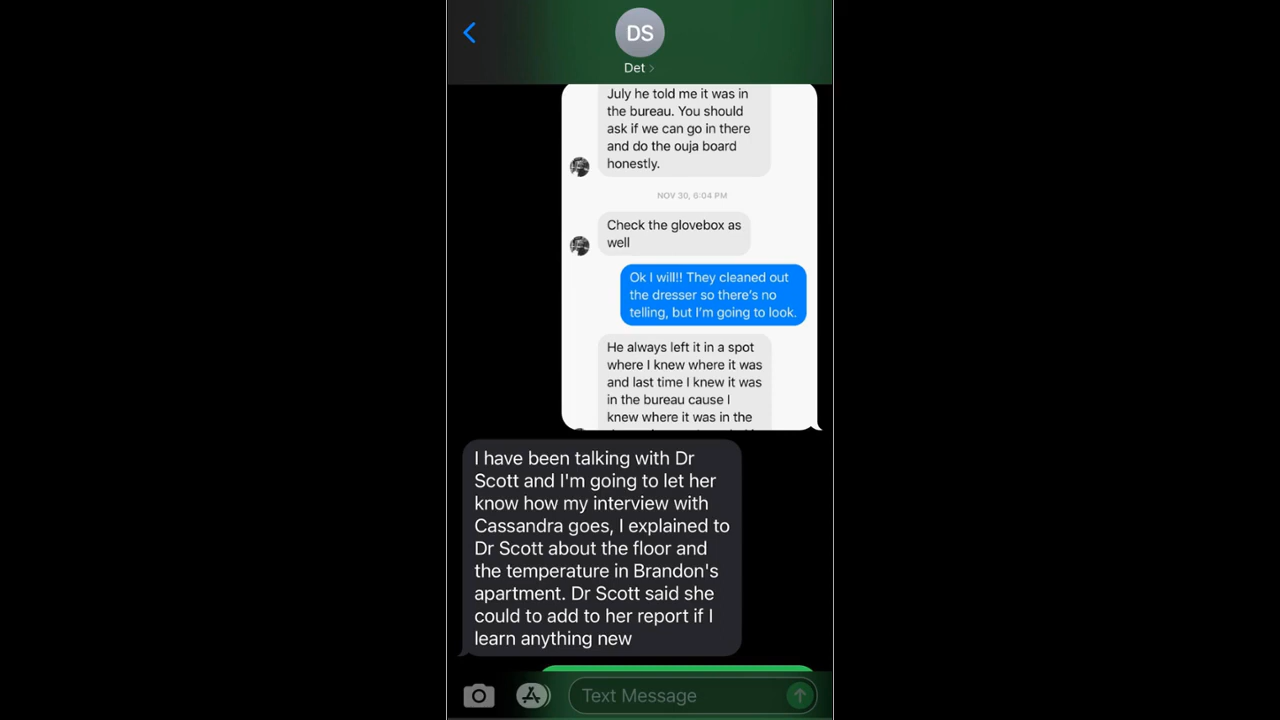 DS
Det
July he told me it was in
the bureau. You should
ask if we can go in there
and do the ouja board
honestly.
NOV 30, 6:04 PM
Check the glovebox as
well
Ok I will!! They cleaned out
the dresser so there's no
telling, but I'm going to look.
He always left it in a spot
where I knew where it was
and last time I knew it was
in the bureau cause I
knew where it was in the
I have been talking with Dr
Scott and I'm going to let her
know how my interview with
Cassandra goes, I explained to
Dr Scott about the floor and
the temperature in Brandon's
apartment. Dr Scott said she
could to add to her report if I
learn anything new
Text Message